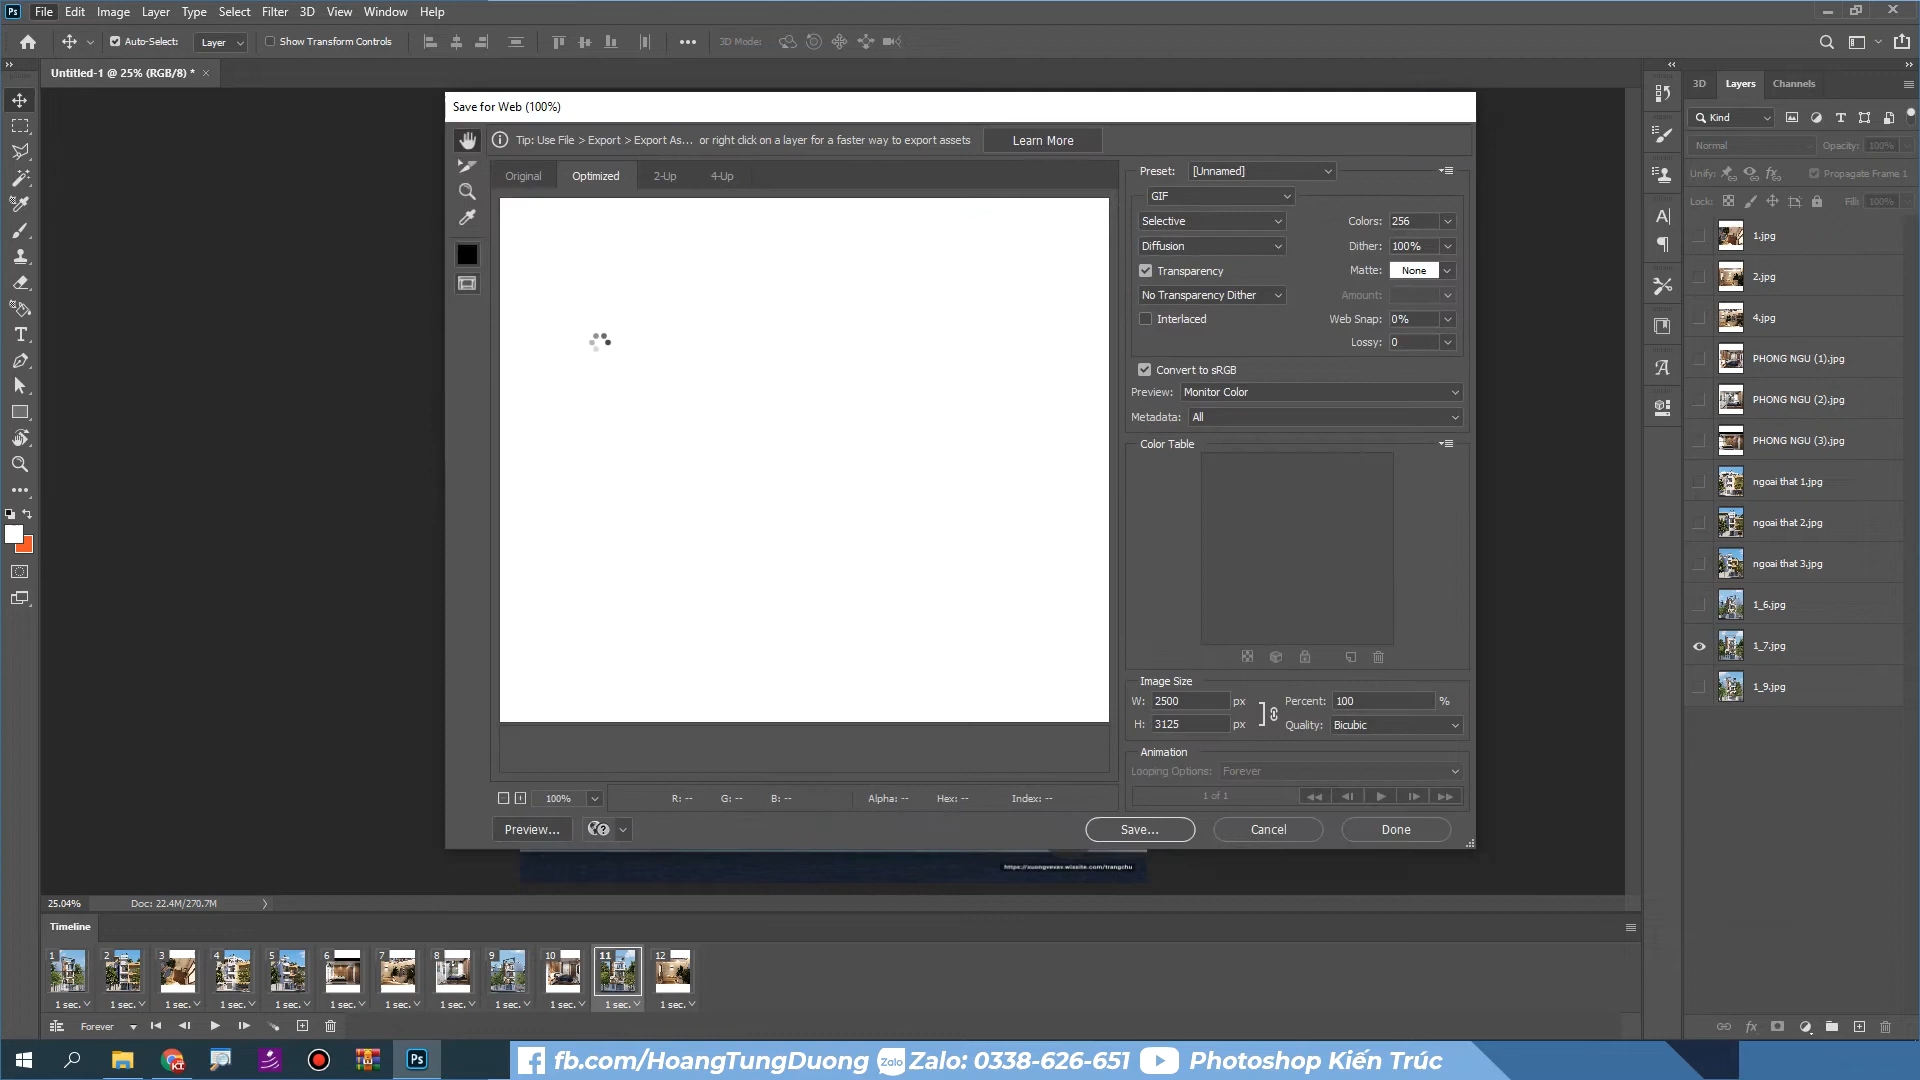 Ps File Edit Image Layer Type Select Filter 3D View Window Help
Auto-Select: Layer Show Transform Controls 3D Mode:
Untitled-1 @ 25% (RGB/8) *
Save for Web (100%)
Tip: Use File > Export > Export As... or right click on a layer for a faster way to export assets Learn More
Original Optimized 2-Up 4-Up
Preset: [Unnamed]
GIF
Selective Colors: 256
Diffusion Dither: 100%
Transparency Matte: None
No Transparency Dither Amount:
Interlaced Web Snap: 0%
Lossy: 0
Convert to sRGB
Preview: Monitor Color
Metadata: All
Color Table
Image Size
W: 2500 px Percent: 100 %
H: 3125 px Quality: Bicubic
Animation
Looping Options: Forever
1 of 1
100% R: -- G: -- B: -- Alpha: -- Hex: -- Index: --
Preview... Save... Cancel Done
3D Layers Channels
Kind
Normal Opacity: 100%
Unify: Propagate Frame 1
Lock: Fill: 100%
1.jpg
2.jpg
4.jpg
PHONG NGU (1).jpg
PHONG NGU (2).jpg
PHONG NGU (3).jpg
ngoai that 1.jpg
ngoai that 2.jpg
ngoai that 3.jpg
1_6.jpg
1_7.jpg
1_9.jpg
https://xuongvevav.wixsite.com/trangchu
25.04% Doc: 22.4M/270.7M
Timeline
1 2 3 4 5 6 7 8 9 10 11 12
1 sec. 1 sec. 1 sec. 1 sec. 1 sec. 1 sec. 1 sec. 1 sec. 1 sec. 1 sec. 1 sec. 1 sec.
Forever
Ps
fb.com/HoangTungDuong Zalo Zalo: 0338-626-651 Photoshop Kiến Trúc